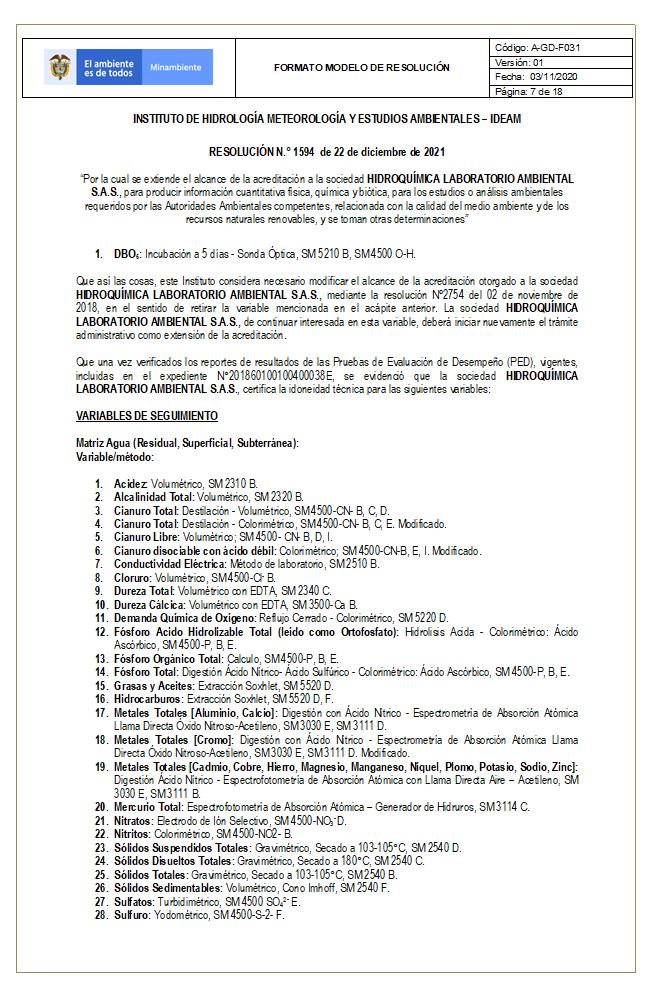 El ambiente
es de todos
Minambiente
FORMATO MODELO DE RESOLUCIÓN
Código: A-GD-F031
Versión: 01
Fecha: 03/11/2020
Página: 7 de 18
INSTITUTO DE HIDROLOGÍA METEOROLOGÍA Y ESTUDIOS AMBIENTALES – IDEAM
RESOLUCIÓN N.° 1594 de 22 de diciembre de 2021
“Por la cual se extiende el alcance de la acreditación a la sociedad HIDROQUÍMICA LABORATORIO AMBIENTAL
S.A.S., para producir información cuantitativa física, química y biótica, para los estudios o análisis ambientales
requeridos por las Autoridades Ambientales competentes, relacionada con la calidad del medio ambiente y de los
recursos naturales renovables, y se toman otras determinaciones”
1. DBO₅: Incubación a 5 días - Sonda Óptica, SM 5210 B, SM4500 O-H.
Que así las cosas, este Instituto considera necesario modificar el alcance de la acreditación otorgado a la sociedad
HIDROQUÍMICA LABORATORIO AMBIENTAL S.A.S., mediante la resolución N°2754 del 02 de noviembre de
2018, en el sentido de retirar la variable mencionada en el acápite anterior. La sociedad HIDROQUÍMICA
LABORATORIO AMBIENTAL S.A.S., de continuar interesada en esta variable, deberá iniciar nuevamente el trámite
administrativo como extensión de la acreditación.
Que una vez verificados los reportes de resultados de las Pruebas de Evaluación de Desempeño (PED), vigentes,
incluidas en el expediente N°201860100100400038E, se evidenció que la sociedad HIDROQUÍMICA
LABORATORIO AMBIENTAL S.A.S., certifica la idoneidad técnica para las siguientes variables:
VARIABLES DE SEGUIMIENTO
Matriz Agua (Residual, Superficial, Subterránea):
Variable/método:
1. Acidez: Volumétrico, SM 2310 B.
2. Alcalinidad Total: Volumétrico, SM 2320 B.
3. Cianuro Total: Destilación - Volumétrico, SM4500-CN- B, C, D.
4. Cianuro Total: Destilación - Colorimétrico, SM4500-CN- B, C, E. Modificado.
5. Cianuro Libre: Volumétrico; SM 4500- CN- B, D, I.
6. Cianuro disociable con ácido débil: Colorimétrico; SM 4500-CN-B, E, I. Modificado.
7. Conductividad Eléctrica: Método de laboratorio, SM 2510 B.
8. Cloruro: Volumétrico, SM 4500-Cl⁻ B.
9. Dureza Total: Volumétrico con EDTA, SM 2340 C.
10. Dureza Cálcica: Volumétrico con EDTA, SM 3500-Ca B.
11. Demanda Química de Oxígeno: Reflujo Cerrado - Colorimétrico, SM 5220 D.
12. Fósforo Acido Hidrolizable Total (leído como Ortofosfato): Hidrolisis Acida - Colorimétrico: Ácido
Ascórbico, SM 4500-P, B, E.
13. Fósforo Orgánico Total: Calculo, SM4500-P, B, E.
14. Fósforo Total: Digestión Ácido Nítrico- Ácido Sulfúrico - Colorimétrico: Ácido Ascórbico, SM 4500-P, B, E.
15. Grasas y Aceites: Extracción Soxhlet, SM 5520 D.
16. Hidrocarburos: Extracción Soxhlet, SM 5520 D, F.
17. Metales Totales [Aluminio, Calcio]: Digestión con Ácido Nítrico - Espectrometría de Absorción Atómica
Llama Directa Óxido Nitroso-Acetileno, SM 3030 E, SM 3111 D.
18. Metales Totales [Cromo]: Digestión con Ácido Nítrico - Espectrometría de Absorción Atómica Llama
Directa Óxido Nitroso-Acetileno, SM 3030 E, SM 3111 D. Modificado.
19. Metales Totales [Cadmio, Cobre, Hierro, Magnesio, Manganeso, Níquel, Plomo, Potasio, Sodio, Zinc]:
Digestión Ácido Nítrico - Espectrofotometría de Absorción Atómica con Llama Directa Aire – Acetileno, SM
3030 E, SM 3111 B.
20. Mercurio Total: Espectrofotometría de Absorción Atómica – Generador de Hidruros, SM 3114 C.
21. Nitratos: Electrodo de Ión Selectivo, SM 4500-NO₃⁻ D.
22. Nitritos: Colorimétrico, SM 4500-NO2- B.
23. Sólidos Suspendidos Totales: Gravimétrico, Secado a 103-105°C, SM 2540 D.
24. Sólidos Disueltos Totales: Gravimétrico, Secado a 180°C, SM 2540 C.
25. Sólidos Totales: Gravimétrico, Secado a 103-105°C, SM 2540 B.
26. Sólidos Sedimentables: Volumétrico, Cono Imhoff, SM 2540 F.
27. Sulfatos: Turbidimétrico, SM 4500 SO₄²⁻ E.
28. Sulfuro: Yodométrico, SM 4500-S-2- F.